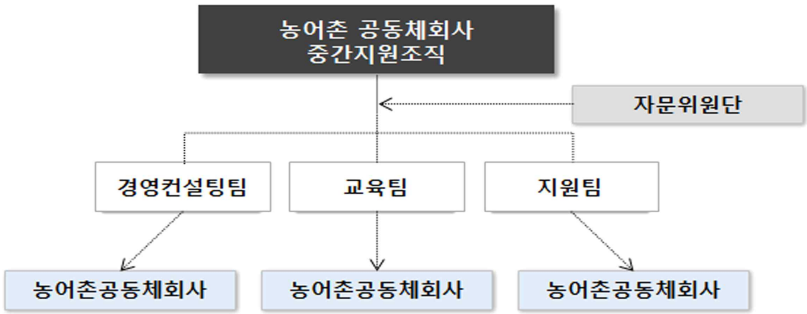 농어촌 공동체회사
중간지원조직
자문위원단
경영컨설팅팀
교육팀
지원팀
농어촌공동체회사
농어촌공동체회사
농어촌공동체회사